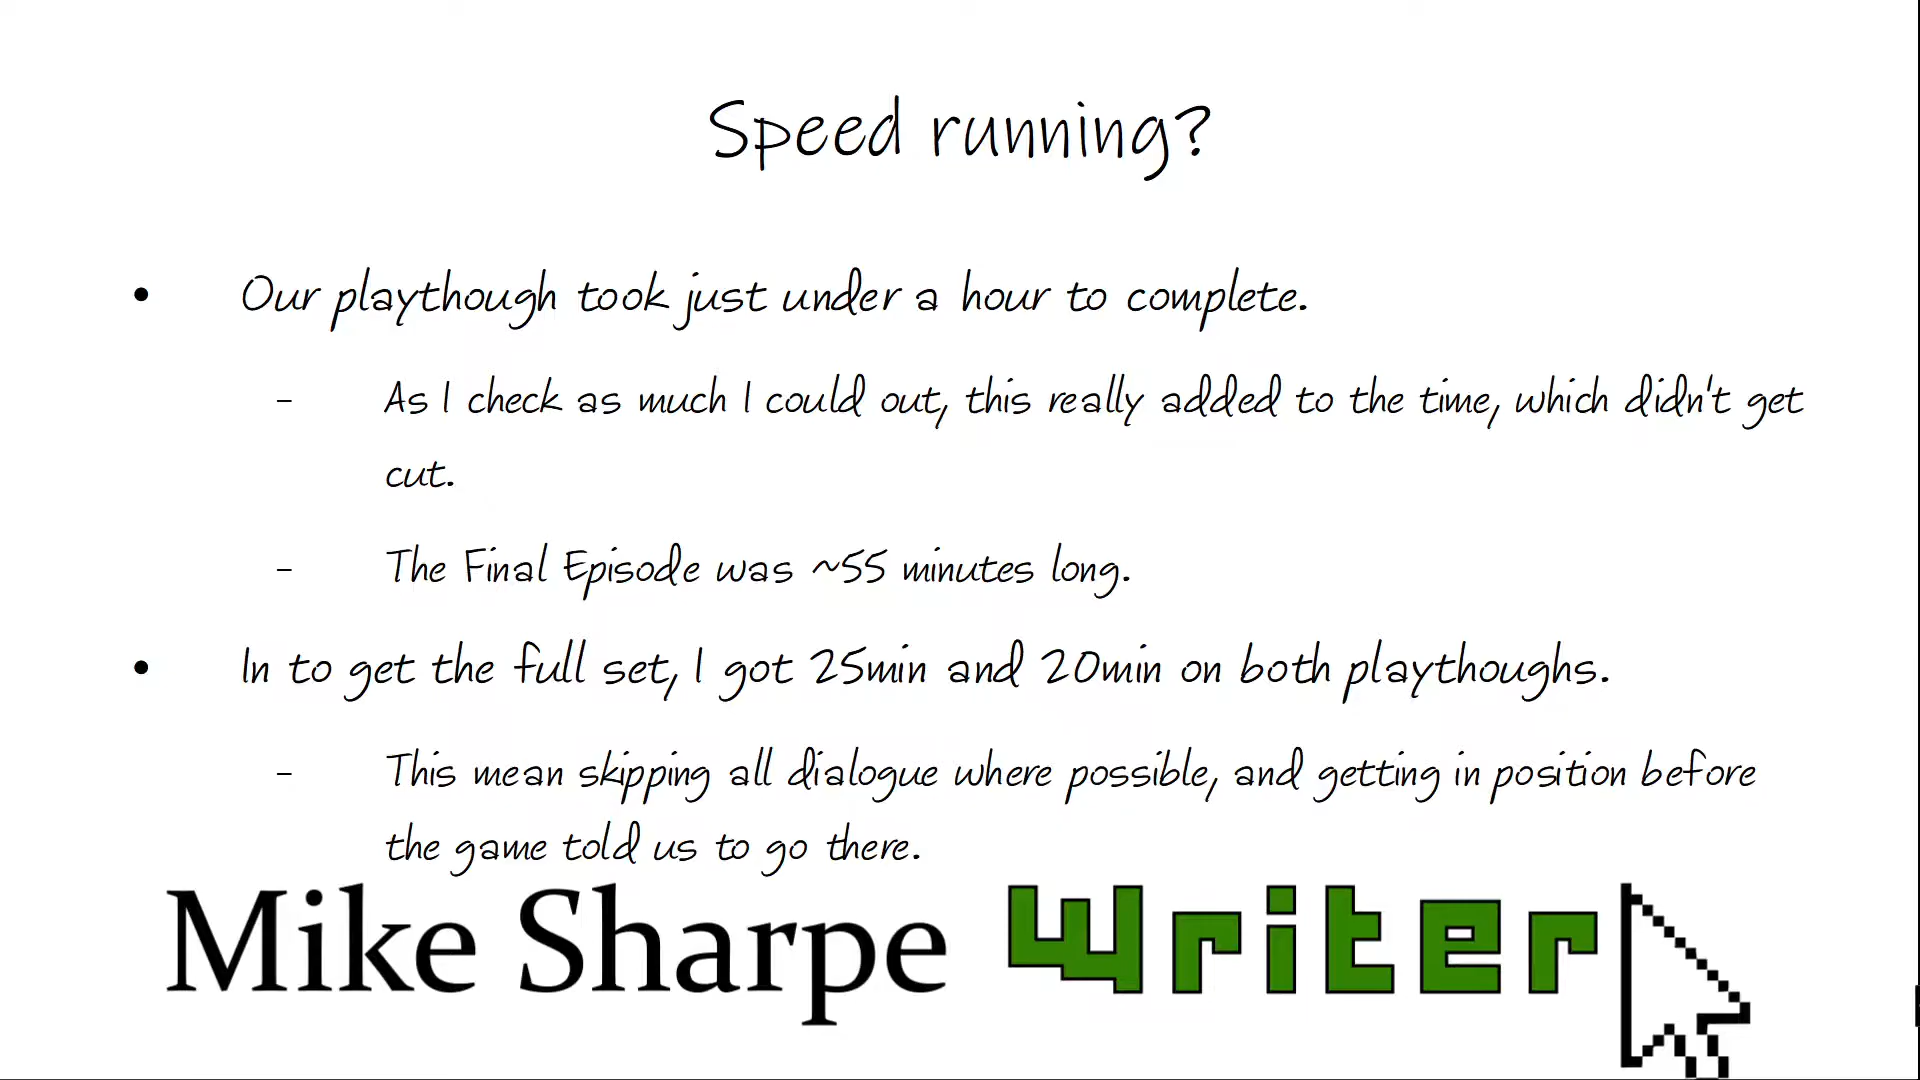 Speed running?
• Our playthough took just under a hour to complete.
– As I check as much I could out, this really added to the time, which didn't get
cut.
– The Final Episode was ~55 minutes long.
• In to get the full set, I got 25min and 20min on both playthoughs.
– This mean skipping all dialogue where possible, and getting in position before
the game told us to go there.
Mike Sharpe Writer